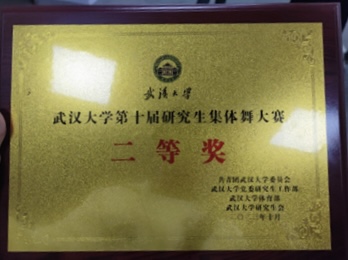 武汉大学
武汉大学第十届研究生集体舞大赛
二等奖
共青团武汉大学委员会
武汉大学党委研究生工作部
武汉大学体育部
武汉大学研究生会